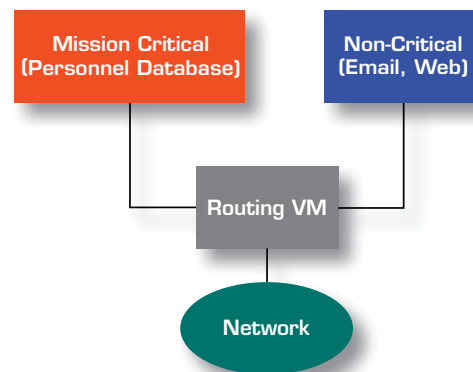 Mission Critical
(Personnel Database)
Non-Critical
(Email, Web)
Routing VM
Network